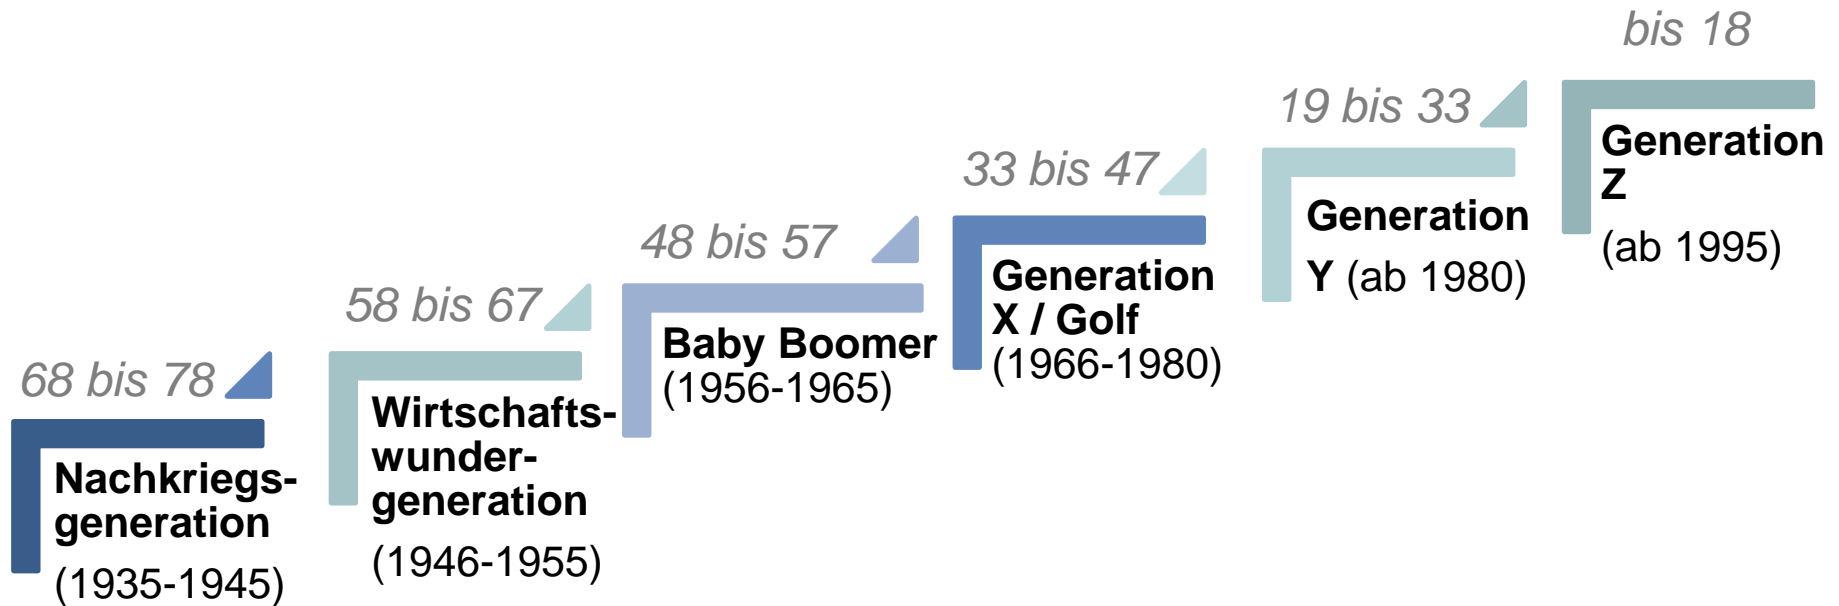 68 bis 78
Nachkriegs-
generation
(1935-1945)
58 bis 67
Wirtschafts-
wunder-
generation
(1946-1955)
48 bis 57
Baby Boomer
(1956-1965)
33 bis 47
Generation
X / Golf
(1966-1980)
19 bis 33
Generation
Y (ab 1980)
bis 18
Generation
Z
(ab 1995)